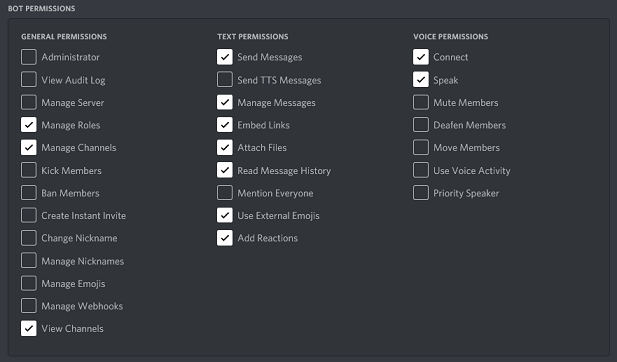 BOT PERMISSIONS
GENERAL PERMISSIONS
Administrator
View Audit Log
Manage Server
Manage Roles
Manage Channels
Kick Members
Ban Members
Create Instant Invite
Change Nickname
Manage Nicknames
Manage Emojis
Manage Webhooks
View Channels
TEXT PERMISSIONS
Send Messages
Send TTS Messages
Manage Messages
Embed Links
Attach Files
Read Message History
Mention Everyone
Use External Emojis
Add Reactions
VOICE PERMISSIONS
Connect
Speak
Mute Members
Deafen Members
Move Members
Use Voice Activity
Priority Speaker